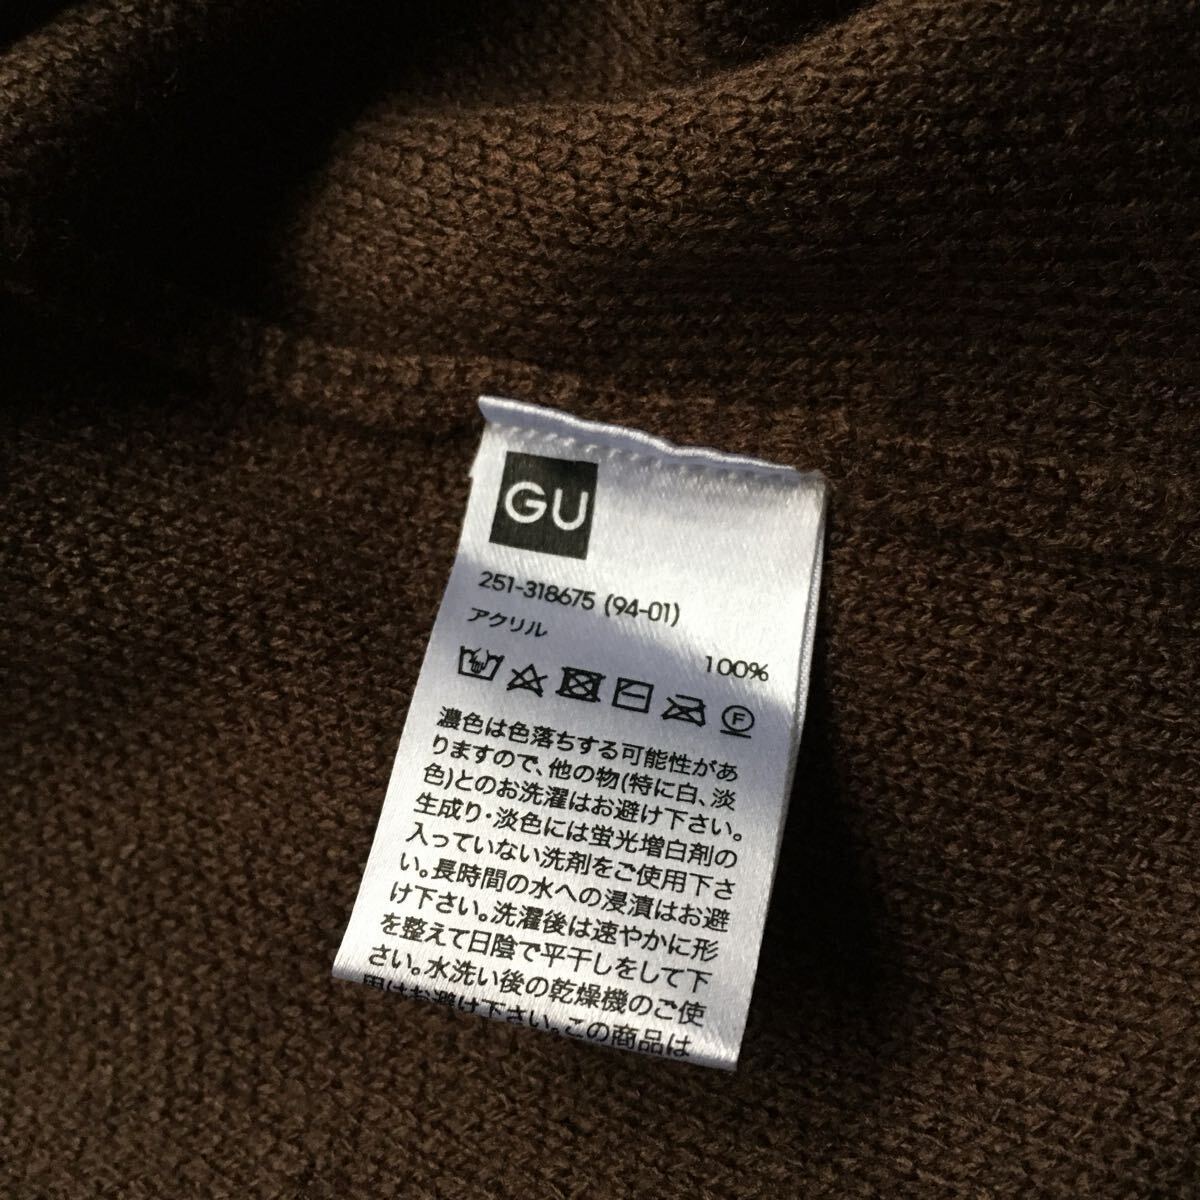 GU
251-318675 (94-01)
アクリル 100%
F
濃色は色落ちする可能性があ
りますので、他の物(特に白、淡
色)とのお洗濯はお避け下さい。
生成り・淡色には蛍光増白剤の
入っていない洗剤をご使用下さ
い。長時間の水への浸漬はお避
け下さい。洗濯後は速やかに形
を整えて日陰で平干しをして下
さい。水洗い後の乾燥機のご使
用はお避け下さい。この商品は